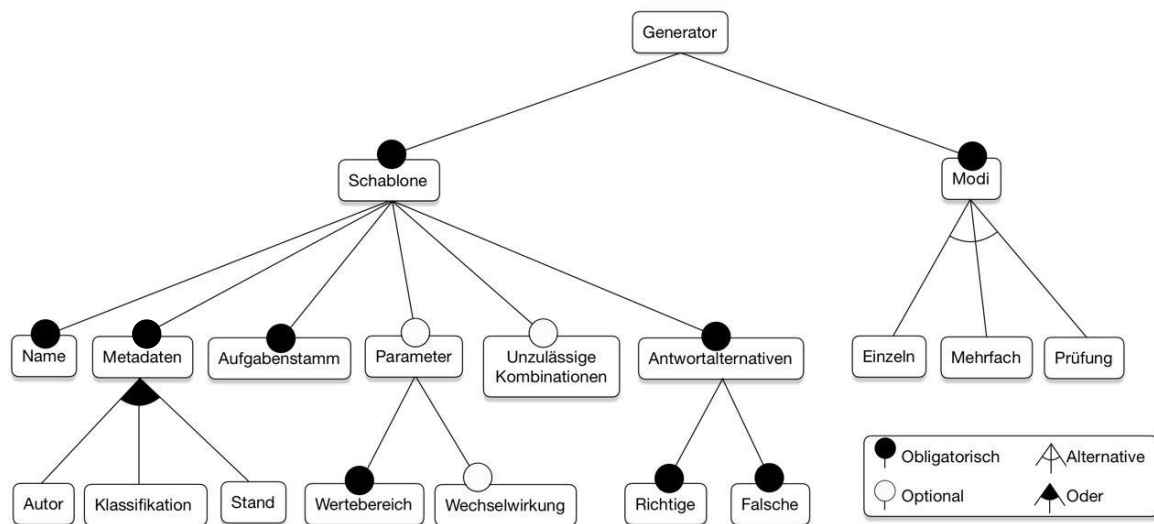 Generator
Schablone
Modi
Name
Metadaten
Aufgabenstamm
Parameter
Unzulässige
Kombinationen
Antwortalternativen
Einzeln
Mehrfach
Prüfung
Autor
Klassifikation
Stand
Wertebereich
Wechselwirkung
Richtige
Falsche
Obligatorisch
Alternative
Optional
Oder